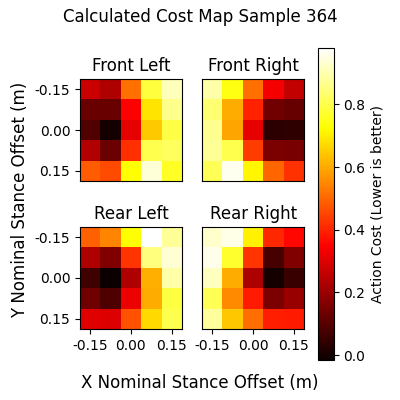 Calculated Cost Map Sample 364
Front Left
Front Right
-0.15
0.00
0.15
Rear Left
Rear Right
-0.15
0.00
0.15
-0.15 0.00 0.15
-0.15 0.00 0.15
X Nominal Stance Offset (m)
Y Nominal Stance Offset (m)
0.8
0.6
0.4
0.2
0.0
Action Cost (Lower is better)